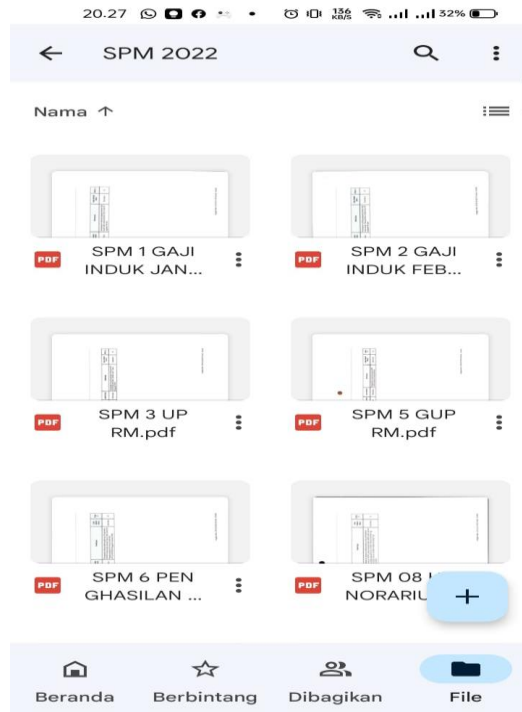 20.27 136 KB/S 32%
SPM 2022
Nama
PDF SPM 1 GAJI INDUK JAN...
PDF SPM 2 GAJI INDUK FEB...
PDF SPM 3 UP RM.pdf
PDF SPM 5 GUP RM.pdf
PDF SPM 6 PEN GHASILAN ...
PDF SPM 08 NORARIU
Beranda Berbintang Dibagikan File